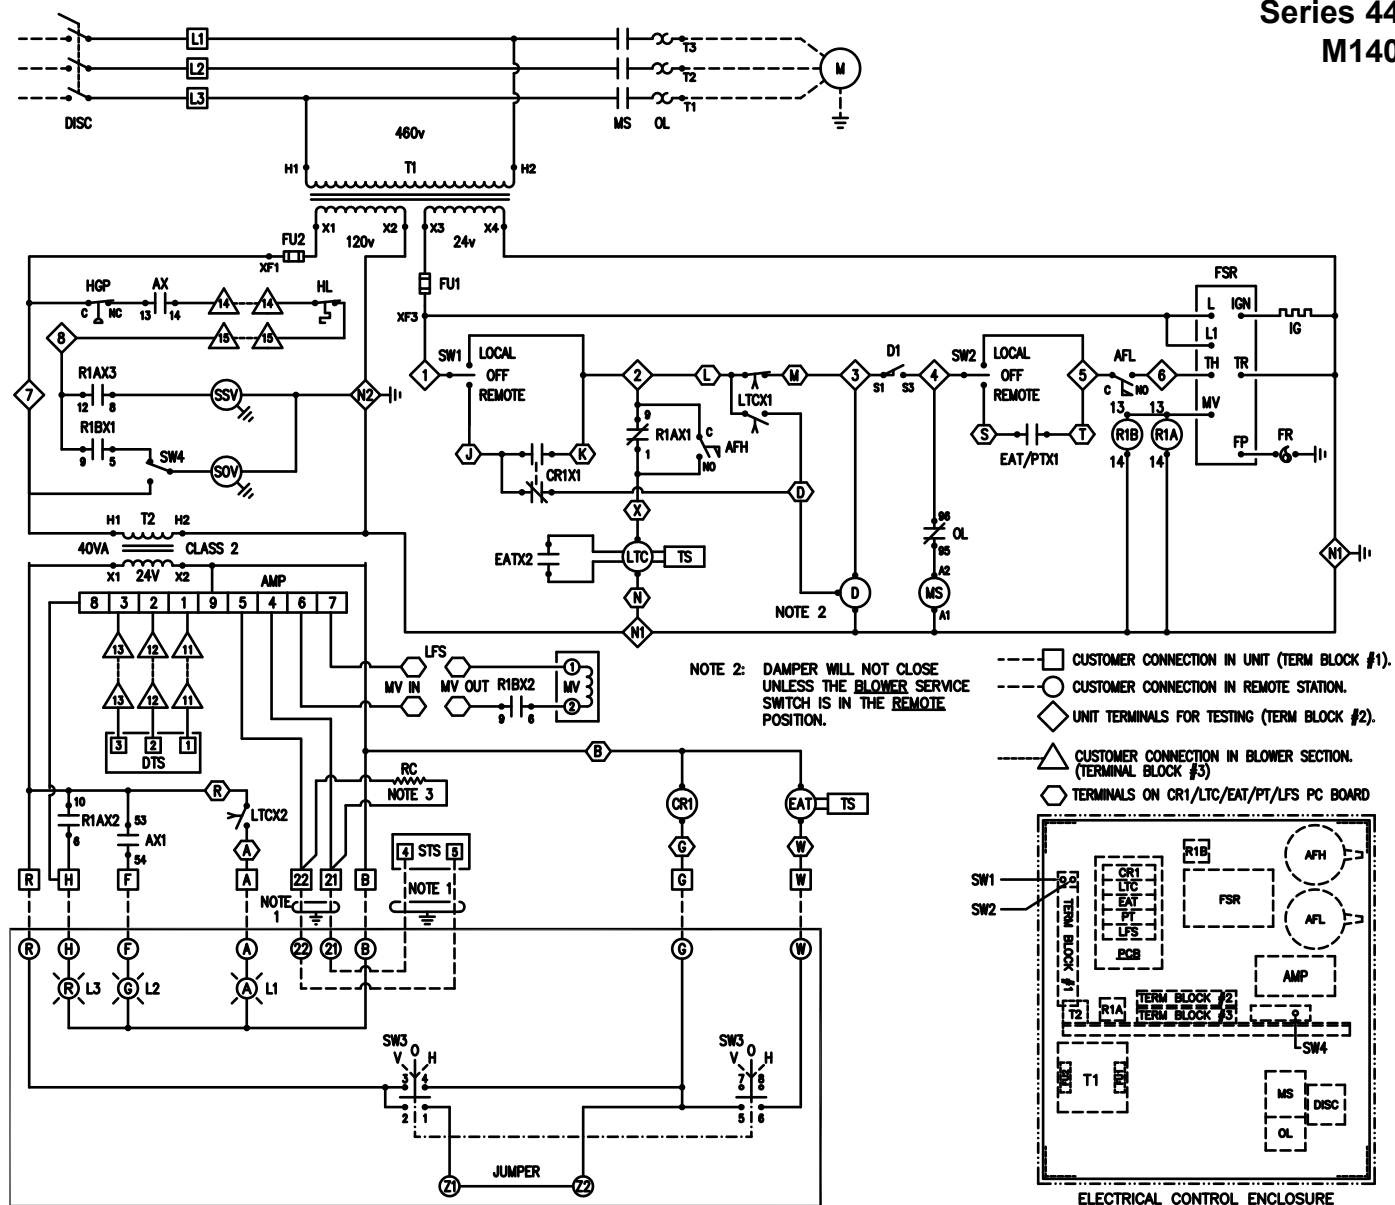 Series 44
M140
L1
L2
L3
DISC
MS OL
T3
T2
T1
M
460v
H1 T1 H2
X1 X2 X3 X4
FU2 120v 24v
XF1
FU1
XF3
HGP AX HL
C NC 13 14 14 14
15 15
8
7
R1AX3
12 8
SSV
N2
R1BX1
9 5
SW4
SOV
1
SW1 LOCAL
OFF
REMOTE
J K
CR1X1
2
L M
LTCX1
9
R1AX1
1
C
AFH
NO
X
D
EATX2
LTC TS
N
N1
3
D1
S1 S3
4
SW2 LOCAL
OFF
REMOTE
S T
EAT/PTX1
5
AFL
C NO
6
FSR
L IGN
L1
TH TR
MV
FP FR
IG
13 13
R1B R1A
14 14
96
OL
95
A2
MS
A1
D
NOTE 2
N1
H1 T2 H2
40VA CLASS 2
X1 24V X2
AMP
8 3 2 1 9 5 4 6 7
13 12 11
13 12 11
3 2 1
DTS
LFS
MV IN MV OUT R1BX2
9 6
1
MV
2
NOTE 2: DAMPER WILL NOT CLOSE
UNLESS THE BLOWER SERVICE
SWITCH IS IN THE REMOTE
POSITION.
CUSTOMER CONNECTION IN UNIT (TERM BLOCK #1).
CUSTOMER CONNECTION IN REMOTE STATION.
UNIT TERMINALS FOR TESTING (TERM BLOCK #2).
CUSTOMER CONNECTION IN BLOWER SECTION.
(TERMINAL BLOCK #3)
TERMINALS ON CR1/LTC/EAT/PT/LFS PC BOARD
B
R
10
R1AX2
6
53
AX1
54
LTCX2
A
RC
NOTE 3
CR1
G
EAT TS
W
4 STS 5
NOTE 1
R H F A 22 21 B G W
NOTE
1
R H F A 22 21 B G W
R L3 G L2 A L1
SW3 O
V H
3 4
2 1
SW3 O
V H
7 8
5 6
JUMPER
Z1 Z2
SW1
SW2
TERM BLOCK #1
CR1
LTC
EAT
PT
LFS
PCB
R1B
FSR
AFH
AFL
AMP
T2 R1A
TERM BLOCK #2
TERM BLOCK #3
SW4
T1
MS
DISC
OL
ELECTRICAL CONTROL ENCLOSURE